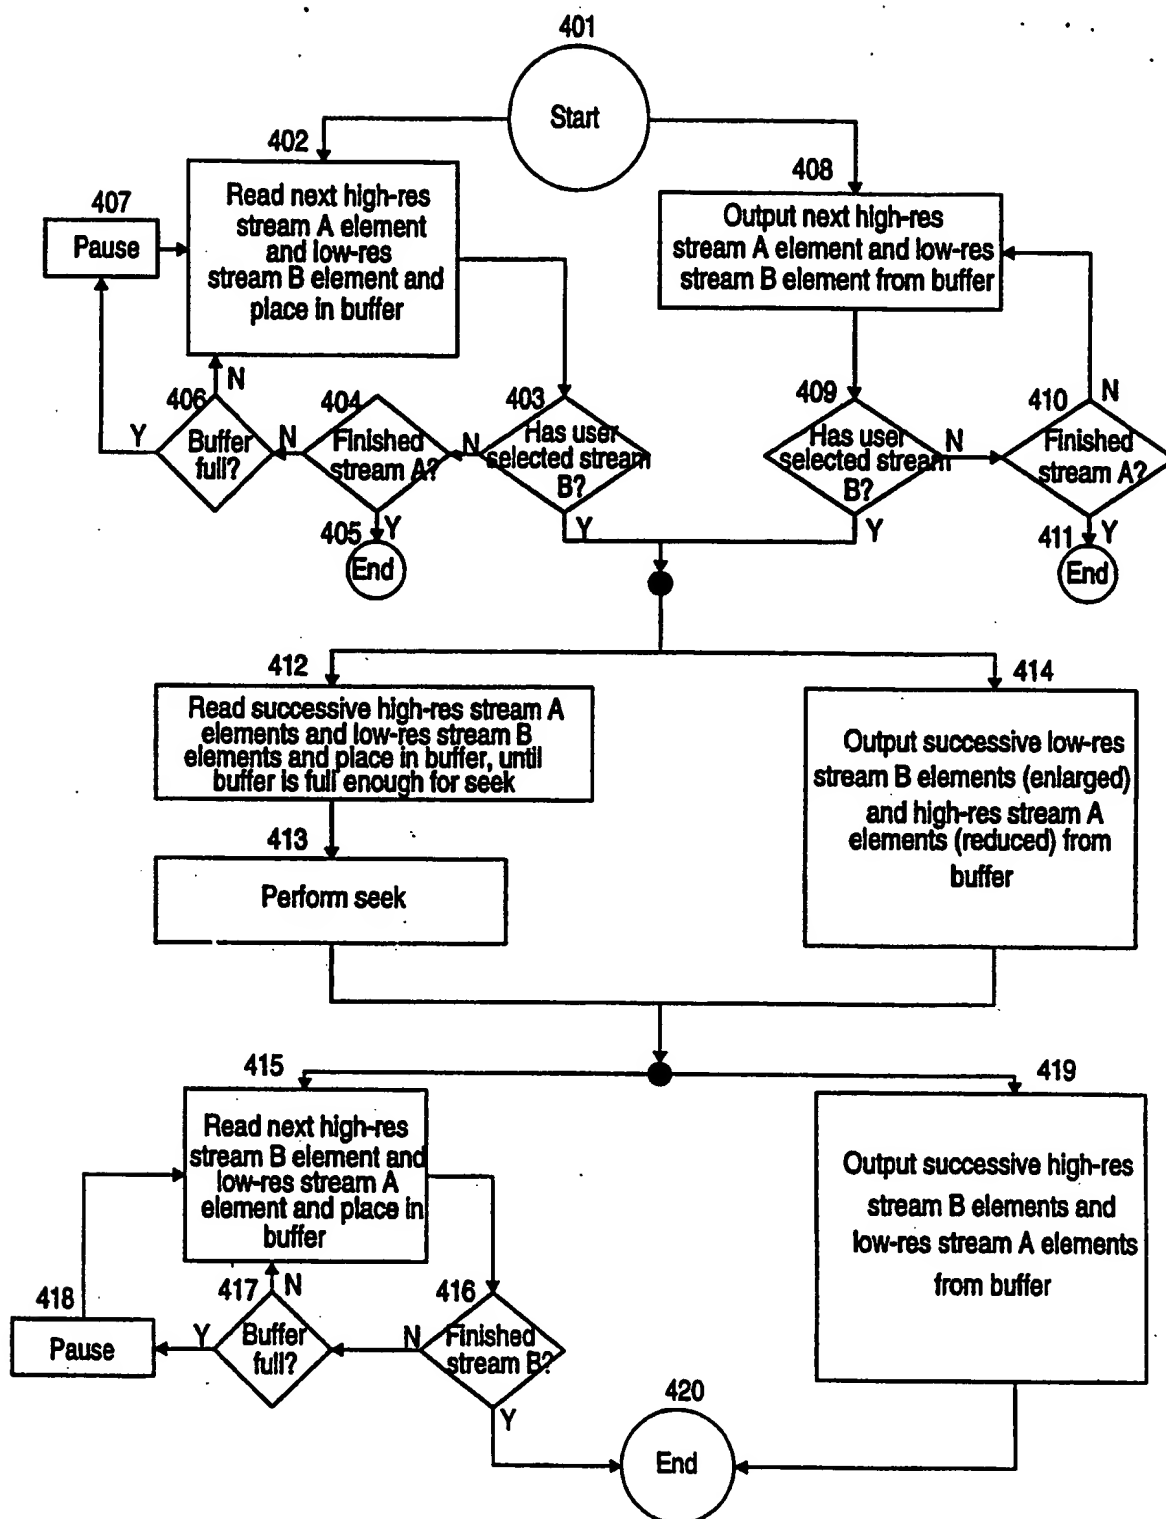 401
Start
402
Read next high-res
stream A element
and low-res
stream B element and
place in buffer
407
Pause
408
Output next high-res
stream A element and low-res
stream B element from buffer
406
N
Buffer
full?
Y
404
N
Finished
stream A?
Y
405
End
403
N
Has user
selected stream
B?
Y
409
Has user
selected stream
B?
N
Y
410
N
Finished
stream A?
Y
411
End
412
Read successive high-res stream A
elements and low-res stream B
elements and place in buffer, until
buffer is full enough for seek
413
Perform seek
414
Output successive low-res
stream B elements (enlarged)
and high-res stream A
elements (reduced) from
buffer
415
Read next high-res
stream B element and
low-res stream A
element and place in
buffer
419
Output successive high-res
stream B elements and
low-res stream A elements
from buffer
418
Pause
417
N
Y
Buffer
full?
416
N
Finished
stream B?
Y
420
End